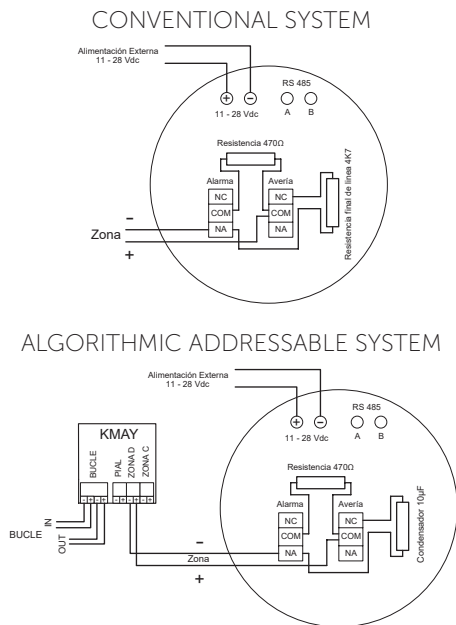 CONVENTIONAL SYSTEM
Alimentación Externa
11 - 28 Vdc
RS 485
+ −
A B
11 - 28 Vdc
Resistencia 470Ω
Alarma Avería
NC NC
COM COM
NA NA
Resistencia final de línea 4K7
−
Zona
+
ALGORITHMIC ADDRESSABLE SYSTEM
Alimentación Externa
11 - 28 Vdc
RS 485
+ −
A B
11 - 28 Vdc
KMAY
BUCLE
PIAL
ZONA D
ZONA C
- + - + - + - + - +
IN
BUCLE
OUT
Resistencia 470Ω
Alarma Avería
NC NC
COM COM
NA NA
Condensador 10µF
−
Zona
+